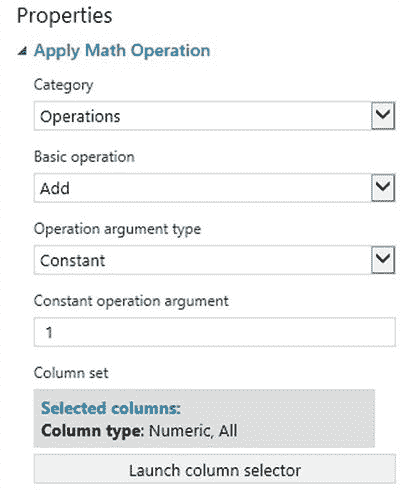 Properties
Apply Math Operation
Category
Operations
Basic operation
Add
Operation argument type
Constant
Constant operation argument
1
Column set
Selected columns:
Column type: Numeric, All
Launch column selector